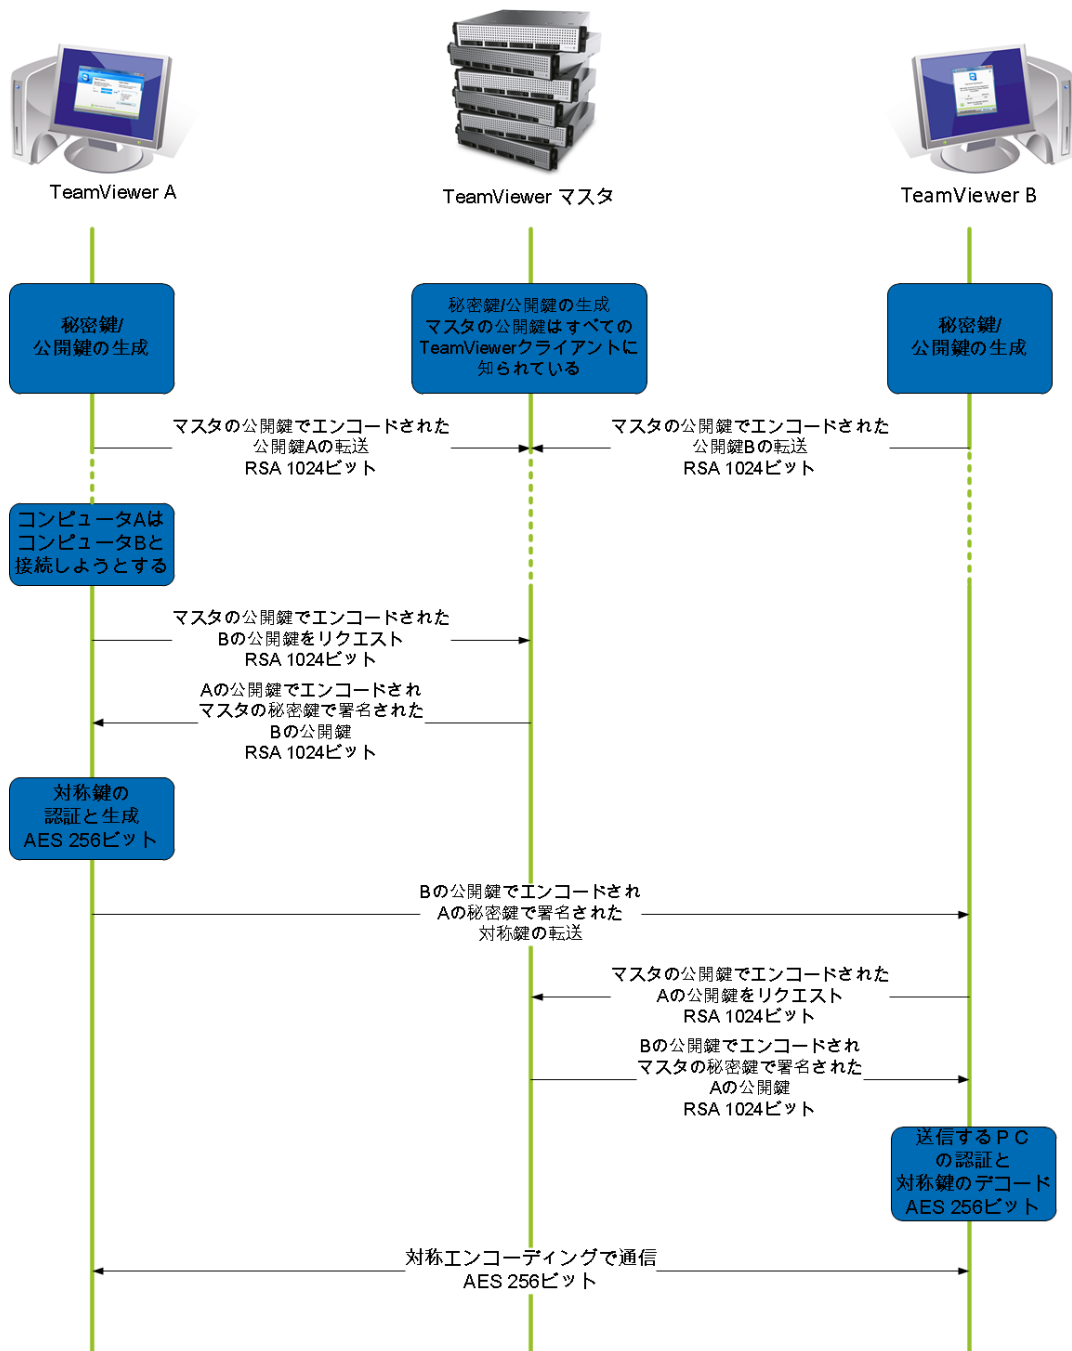 TeamViewer A
TeamViewer マスタ
TeamViewer B
秘密鍵/
公開鍵の生成
秘密鍵/公開鍵の生成
マスタの公開鍵はすべての
TeamViewerクライアントに
知られている
秘密鍵/
公開鍵の生成
マスタの公開鍵でエンコードされた
公開鍵Aの転送
RSA 1024ビット
マスタの公開鍵でエンコードされた
公開鍵Bの転送
RSA 1024ビット
コンピュータAは
コンピュータBと
接続しようとする
マスタの公開鍵でエンコードされた
Bの公開鍵をリクエスト
RSA 1024ビット
Aの公開鍵でエンコードされ
マスタの秘密鍵で署名された
Bの公開鍵
RSA 1024ビット
対称鍵の
認証と生成
AES 256ビット
Bの公開鍵でエンコードされ
Aの秘密鍵で署名された
対称鍵の転送
マスタの公開鍵でエンコードされた
Aの公開鍵をリクエスト
RSA 1024ビット
Bの公開鍵でエンコードされ
マスタの秘密鍵で署名された
Aの公開鍵
RSA 1024ビット
送信するＰＣ
の認証と
対称鍵のデコード
AES 256ビット
対称エンコーディングで通信
AES 256ビット